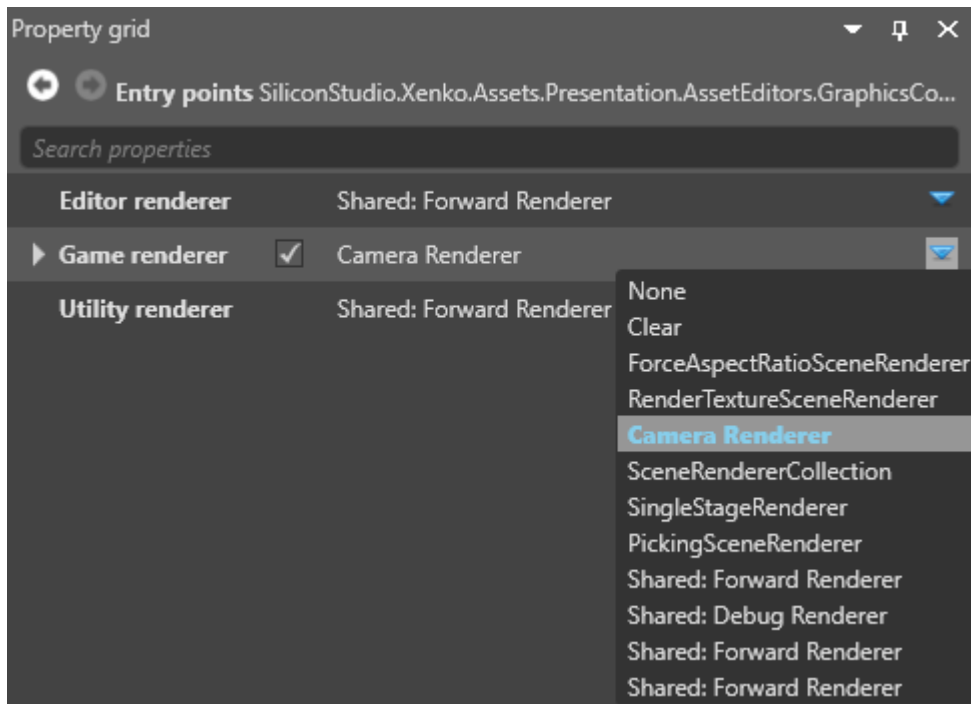 Property grid
Entry points SiliconStudio.Xenko.Assets.Presentation.AssetEditors.GraphicsCo...
Search properties
Editor renderer Shared: Forward Renderer
Game renderer Camera Renderer
Utility renderer Shared: Forward Renderer
None
Clear
ForceAspectRatioSceneRenderer
RenderTextureSceneRenderer
Camera Renderer
SceneRendererCollection
SingleStageRenderer
PickingSceneRenderer
Shared: Forward Renderer
Shared: Debug Renderer
Shared: Forward Renderer
Shared: Forward Renderer